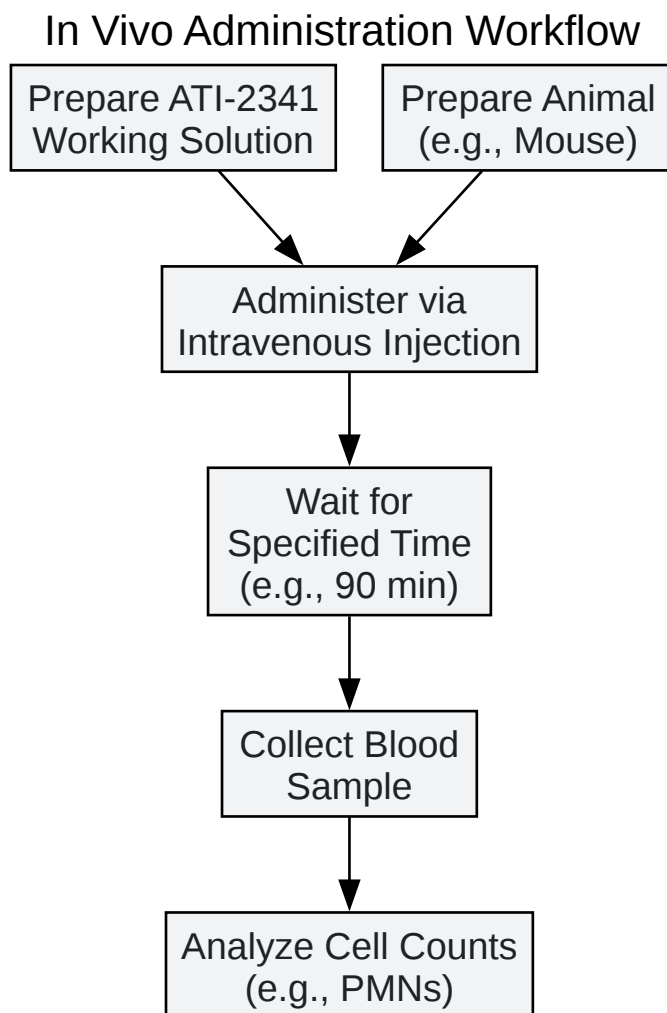 In Vivo Administration Workflow
Prepare ATI-2341
Working Solution
Prepare Animal
(e.g., Mouse)
Administer via
Intravenous Injection
Wait for
Specified Time
(e.g., 90 min)
Collect Blood
Sample
Analyze Cell Counts
(e.g., PMNs)